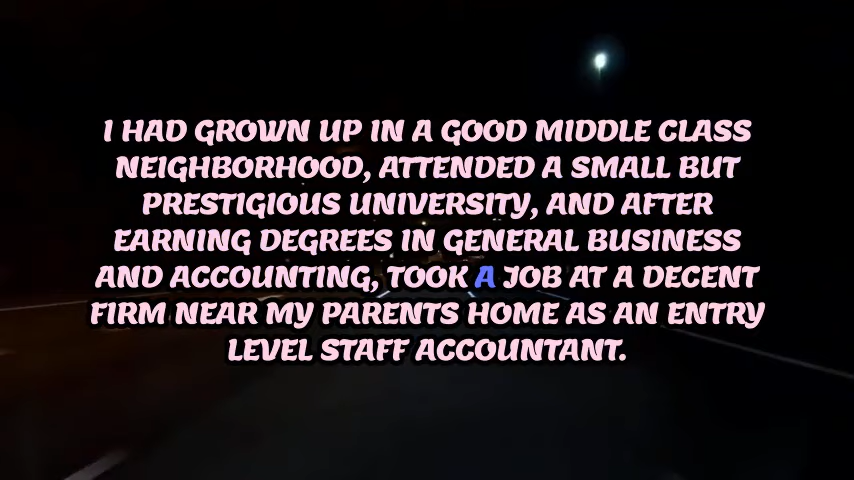 I HAD GROWN UP IN A GOOD MIDDLE CLASS
NEIGHBORHOOD, ATTENDED A SMALL BUT
PRESTIGIOUS UNIVERSITY, AND AFTER
EARNING DEGREES IN GENERAL BUSINESS
AND ACCOUNTING, TOOK A JOB AT A DECENT
FIRM NEAR MY PARENTS HOME AS AN ENTRY
LEVEL STAFF ACCOUNTANT.